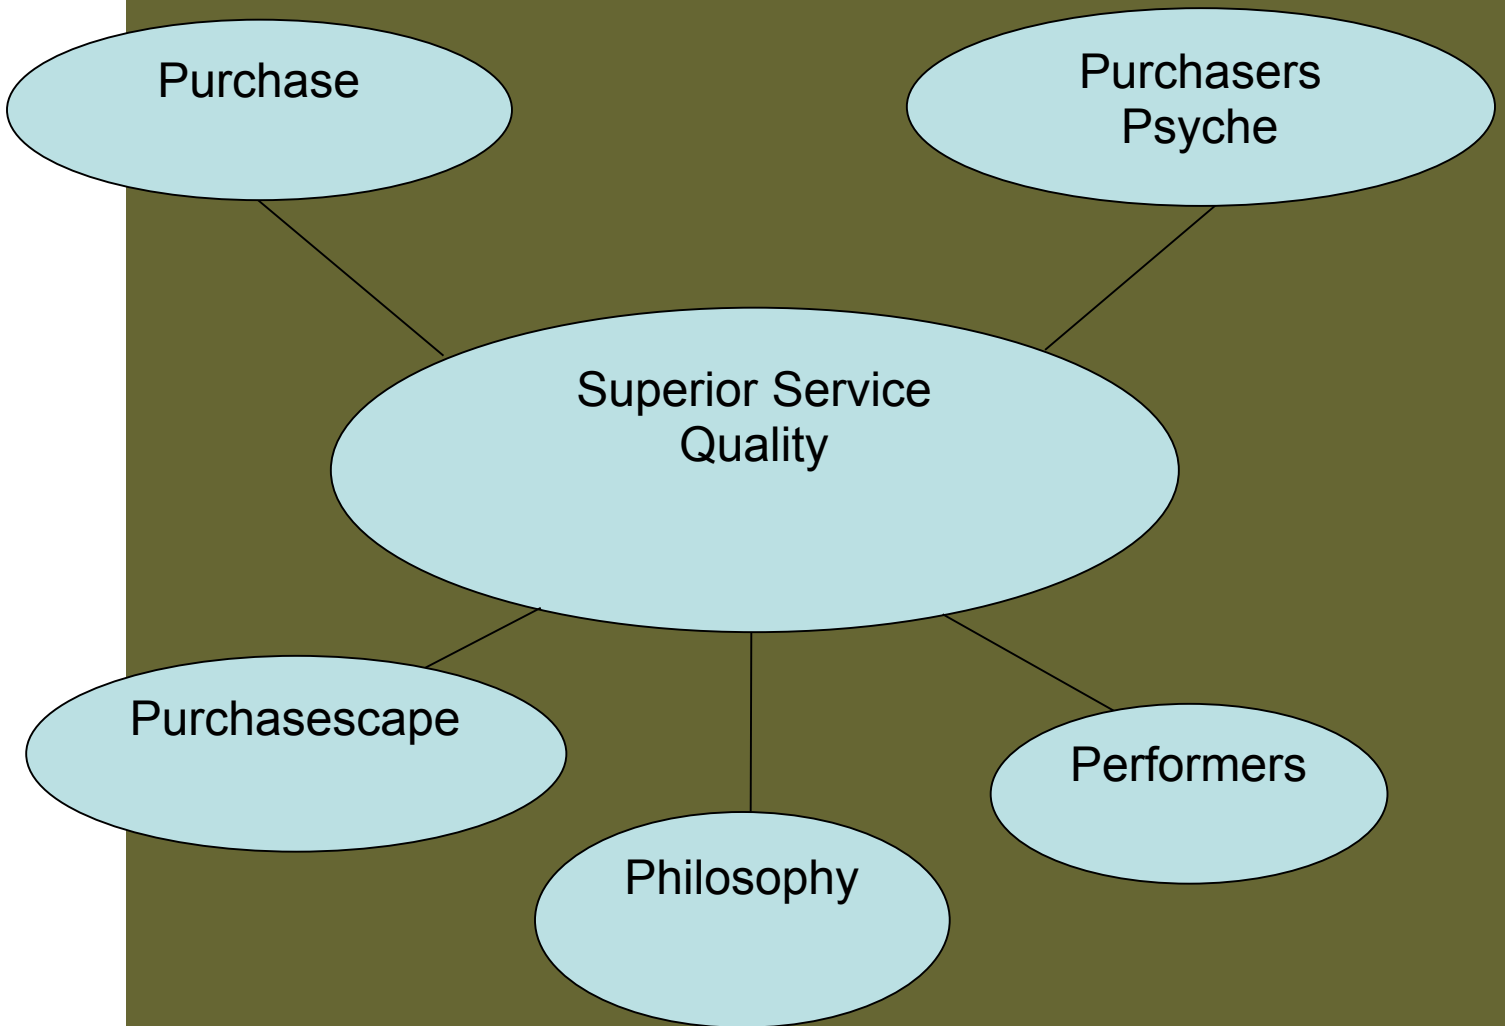 Purchase
Purchasers
Psyche
Superior Service
Quality
Purchasescape
Performers
Philosophy